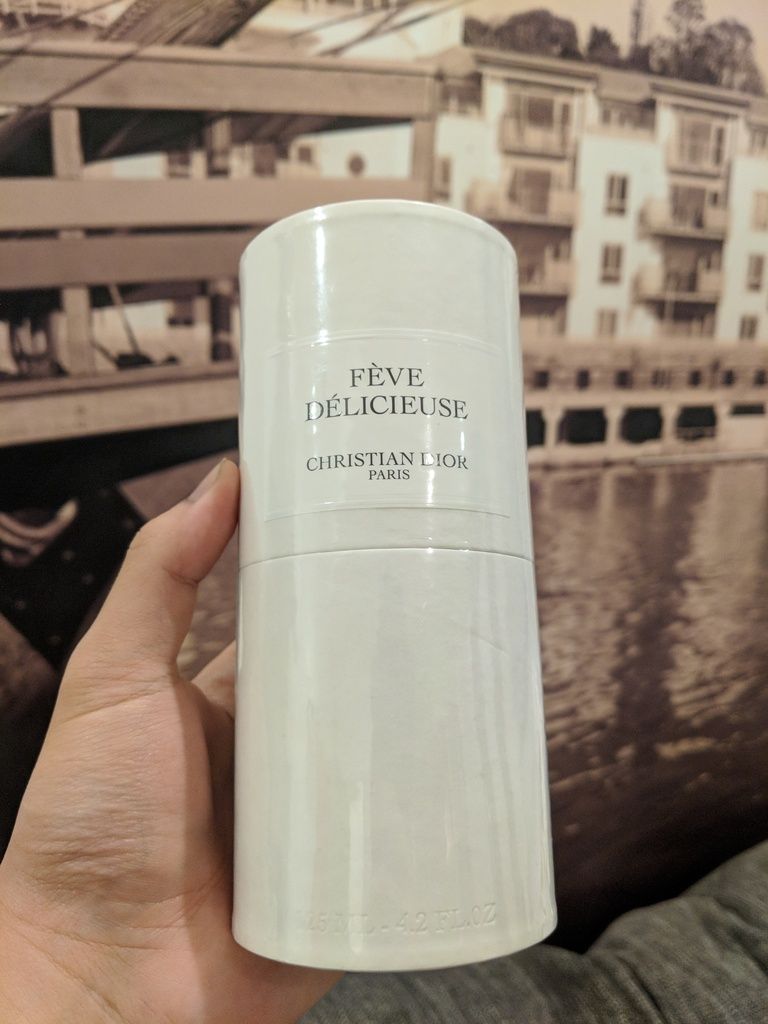 FÈVE
DÉLICIEUSE
CHRISTIAN DIOR
PARIS
125 ML - 4.2 FL.OZ